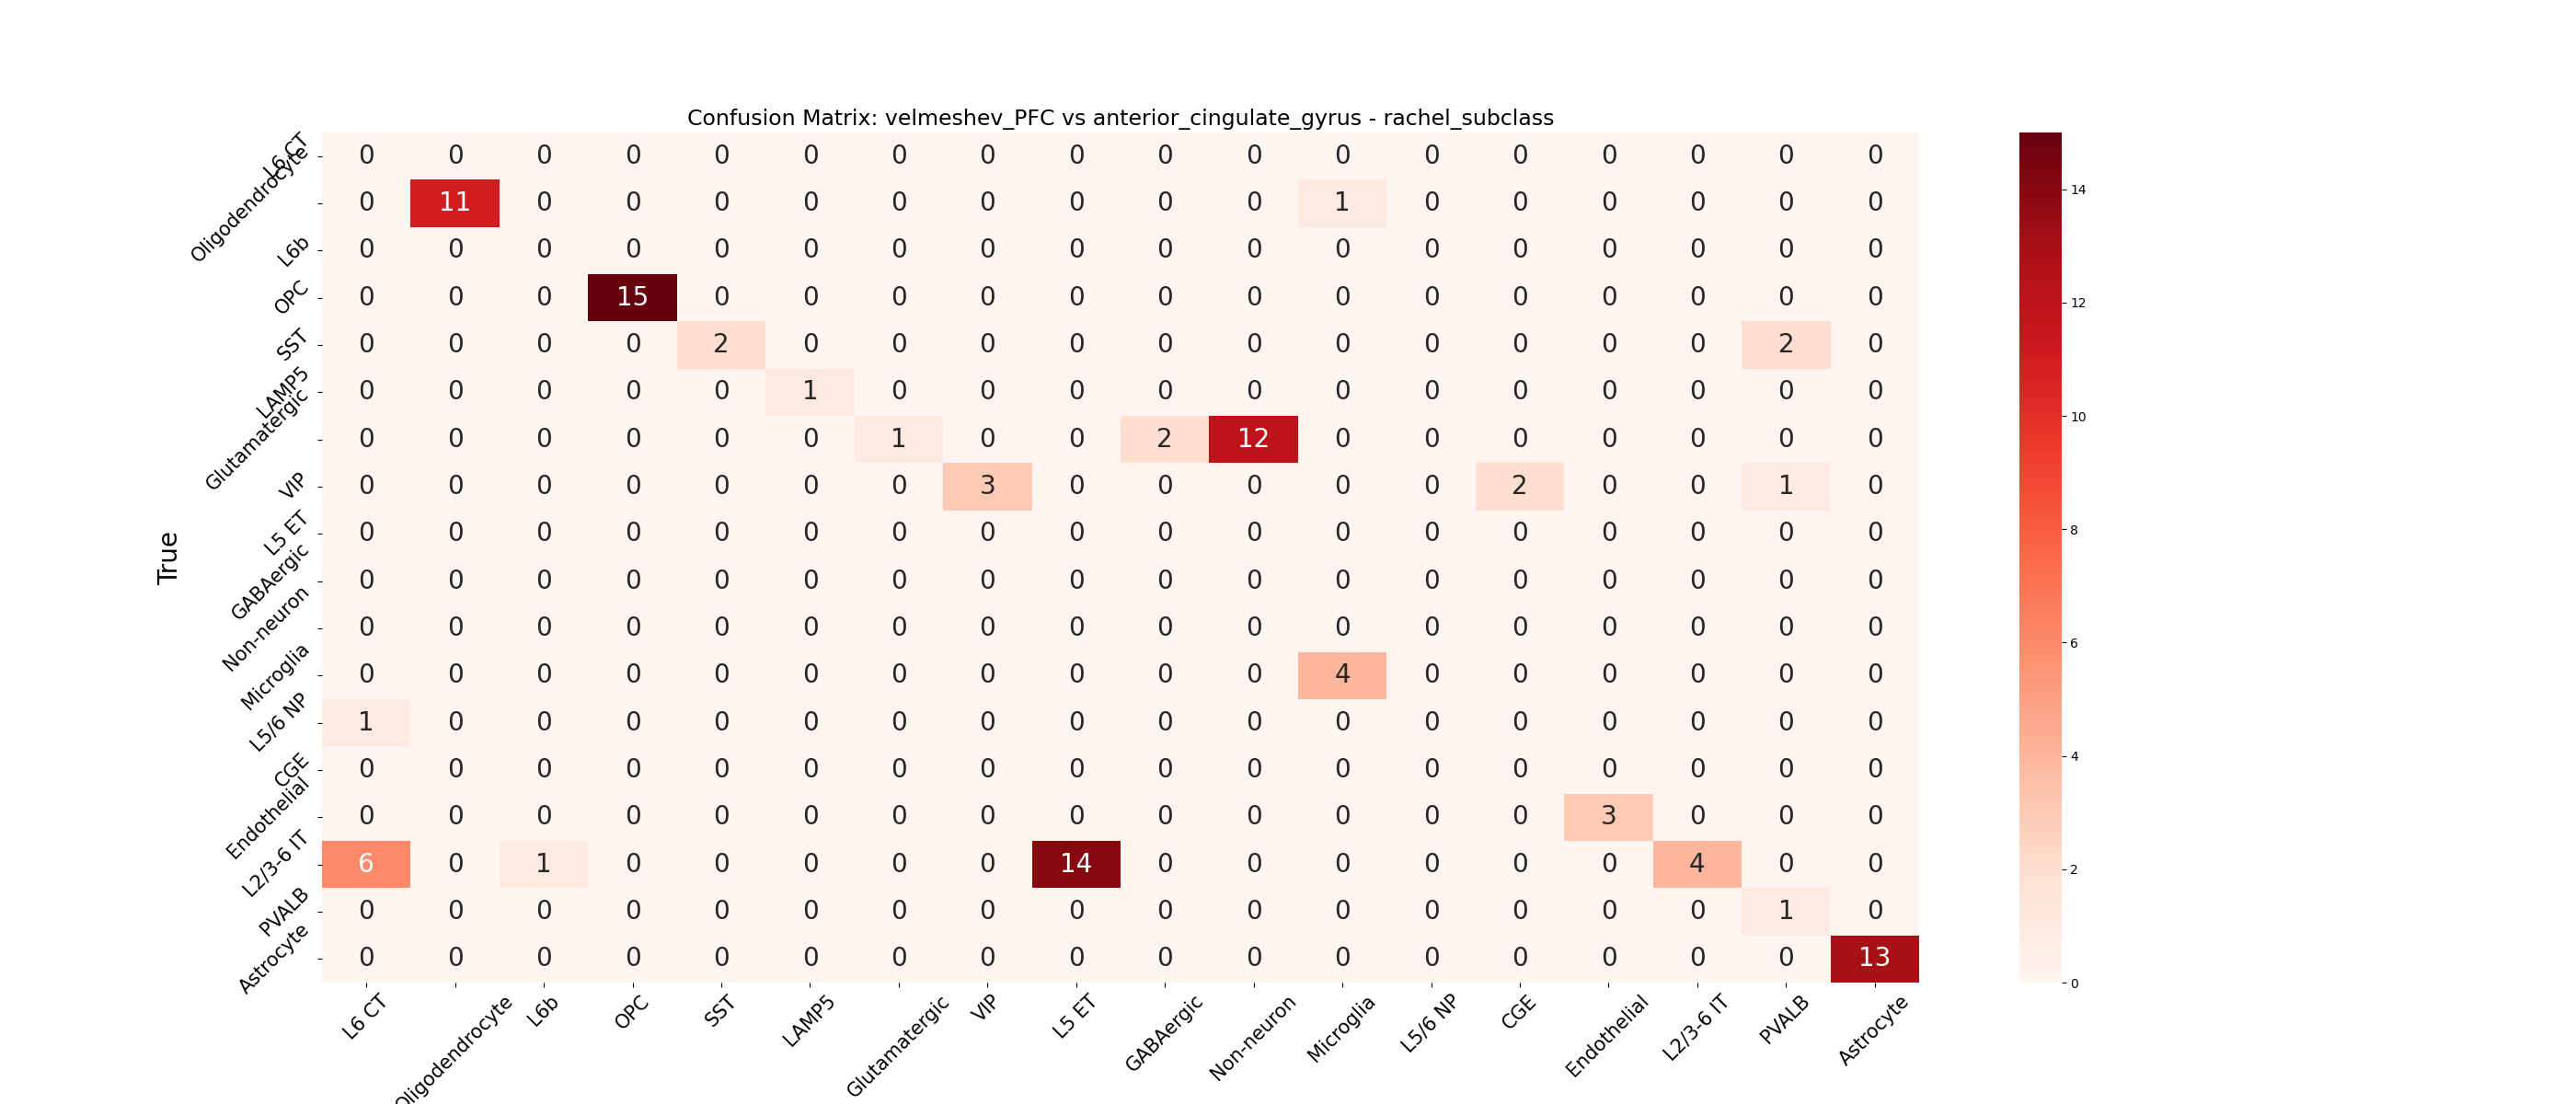 Confusion Matrix: velmeshev_PFC vs anterior_cingulate_gyrus - rachel_subclass
True
L6 CT 0 0 0 0 0 0 0 0 0 0 0 0 0 0 0 0 0 0
Oligodendrocyte 0 11 0 0 0 0 0 0 0 0 0 1 0 0 0 0 0 0
L6b 0 0 0 0 0 0 0 0 0 0 0 0 0 0 0 0 0 0
OPC 0 0 0 15 0 0 0 0 0 0 0 0 0 0 0 0 0 0
SST 0 0 0 0 2 0 0 0 0 0 0 0 0 0 0 0 2 0
LAMP5 0 0 0 0 0 1 0 0 0 0 0 0 0 0 0 0 0 0
Glutamatergic 0 0 0 0 0 0 1 0 0 2 12 0 0 0 0 0 0 0
VIP 0 0 0 0 0 0 0 3 0 0 0 0 0 2 0 0 1 0
L5 ET 0 0 0 0 0 0 0 0 0 0 0 0 0 0 0 0 0 0
GABAergic 0 0 0 0 0 0 0 0 0 0 0 0 0 0 0 0 0 0
Non-neuron 0 0 0 0 0 0 0 0 0 0 0 0 0 0 0 0 0 0
Microglia 0 0 0 0 0 0 0 0 0 0 0 4 0 0 0 0 0 0
L5/6 NP 1 0 0 0 0 0 0 0 0 0 0 0 0 0 0 0 0 0
CGE 0 0 0 0 0 0 0 0 0 0 0 0 0 0 0 0 0 0
Endothelial 0 0 0 0 0 0 0 0 0 0 0 0 0 0 3 0 0 0
L2/3-6 IT 6 0 1 0 0 0 0 0 14 0 0 0 0 0 0 4 0 0
PVALB 0 0 0 0 0 0 0 0 0 0 0 0 0 0 0 0 1 0
Astrocyte 0 0 0 0 0 0 0 0 0 0 0 0 0 0 0 0 0 13
L6 CT Oligodendrocyte L6b OPC SST LAMP5 Glutamatergic VIP L5 ET GABAergic Non-neuron Microglia L5/6 NP CGE Endothelial L2/3-6 IT PVALB Astrocyte
14
12
10
8
6
4
2
0